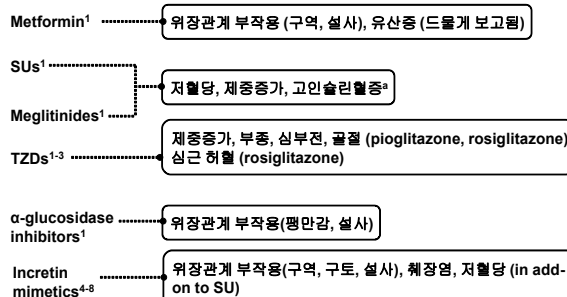 Metformin¹
위장관계 부작용 (구역, 설사), 유산증 (드물게 보고됨)
SUs¹
Meglitinides¹
저혈당, 제중증가, 고인슐린혈증ᵃ
TZDs¹⁻³
제중증가, 부종, 심부전, 골절 (pioglitazone, rosiglitazone)
심근 허혈 (rosiglitazone)
α-glucosidase
inhibitors¹
위장관계 부작용(팽만감, 설사)
Incretin
mimetics⁴⁻⁸
위장관계 부작용(구역, 구토, 설사), 췌장염, 저혈당 (in add-
on to SU)